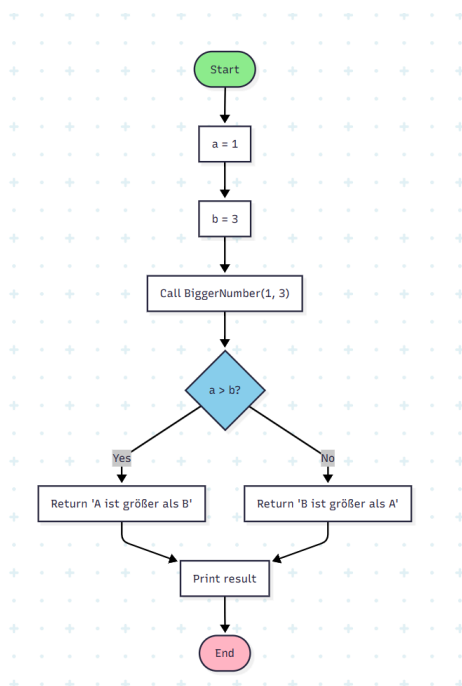 Start
a = 1
b = 3
Call BiggerNumber(1, 3)
a > b?
Yes
No
Return 'A ist größer als B'
Return 'B ist größer als A'
Print result
End